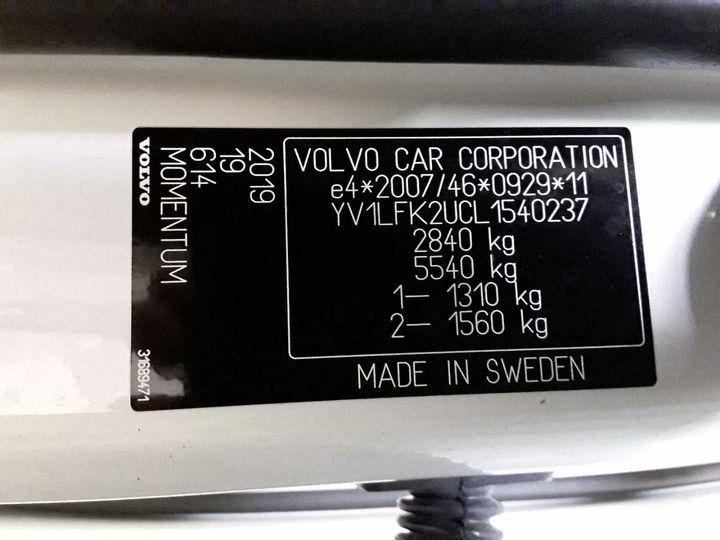 VOLVO CAR CORPORATION
e4*2007/46*0929*11
YV1LFK2UCL1540237
2840 kg
5540 kg
1– 1310 kg
2– 1560 kg
MADE IN SWEDEN
2019
19
614
MOMENTUM
VOLVO
31689471